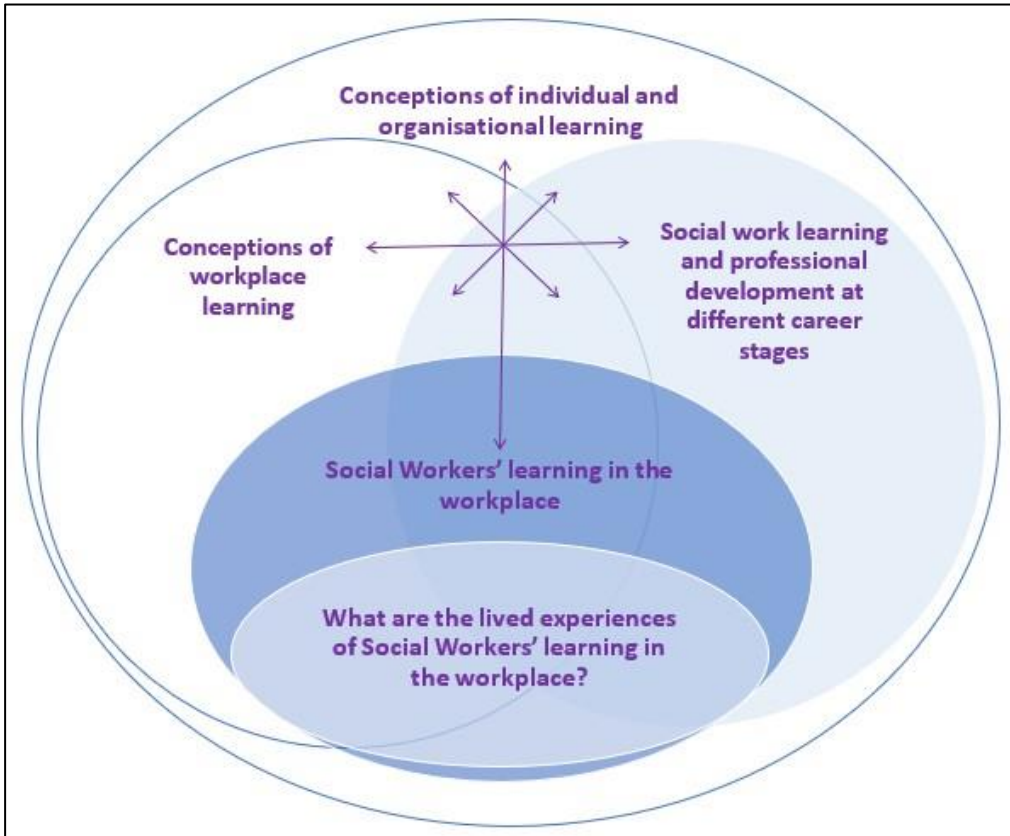 Conceptions of individual and
organisational learning
Conceptions of
workplace
learning
Social work learning
and professional
development at
different career
stages
Social Workers’ learning in the
workplace
What are the lived experiences
of Social Workers’ learning in
the workplace?